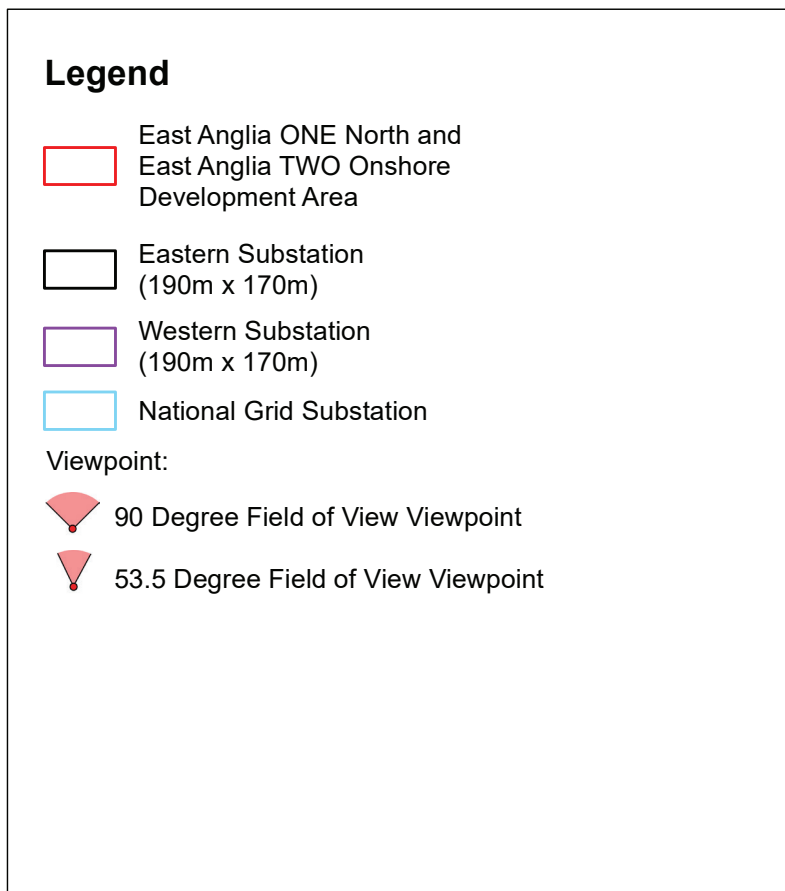 Legend
East Anglia ONE North and
East Anglia TWO Onshore
Development Area
Eastern Substation
(190m x 170m)
Western Substation
(190m x 170m)
National Grid Substation
Viewpoint:
90 Degree Field of View Viewpoint
53.5 Degree Field of View Viewpoint